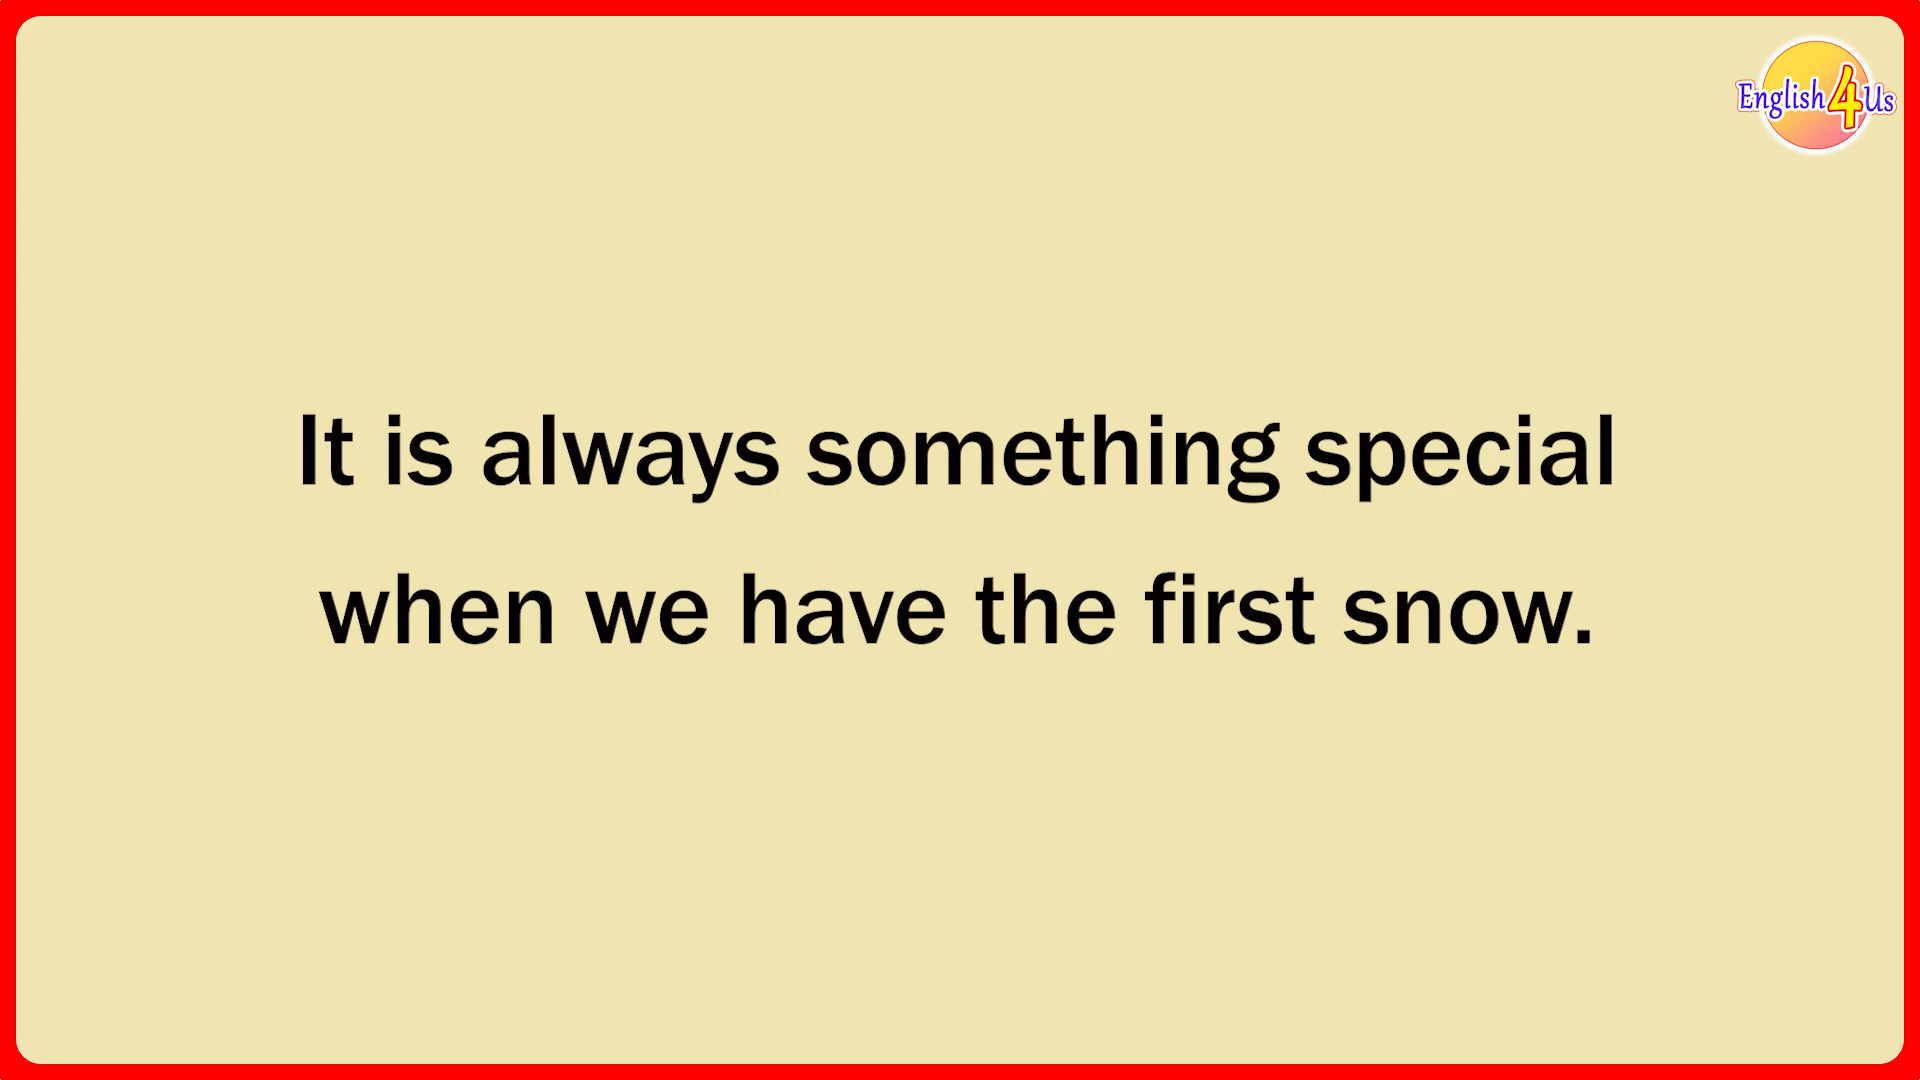 English4Us
It is always something special
when we have the first snow.